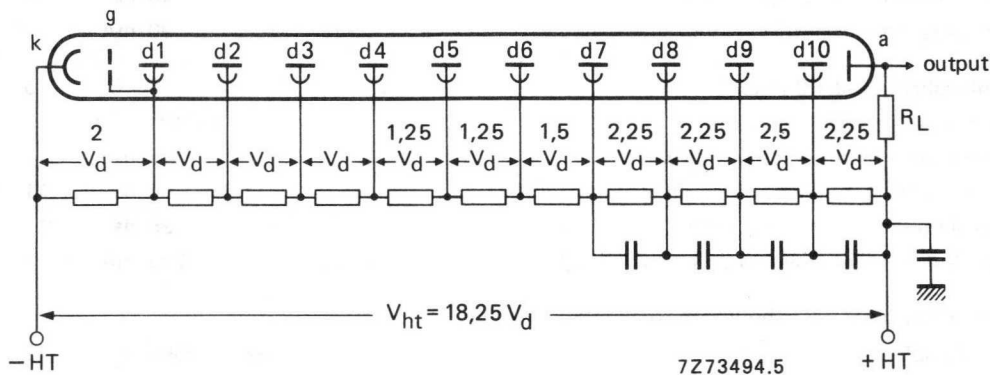 g
k d1 d2 d3 d4 d5 d6 d7 d8 d9 d10 a
output
R_L
2 1,25 1,25 1,5 2,25 2,25 2,5 2,25
V_d V_d V_d V_d V_d V_d V_d V_d V_d V_d V_d
V_ht = 18,25 V_d
−HT +HT
7Z73494.5